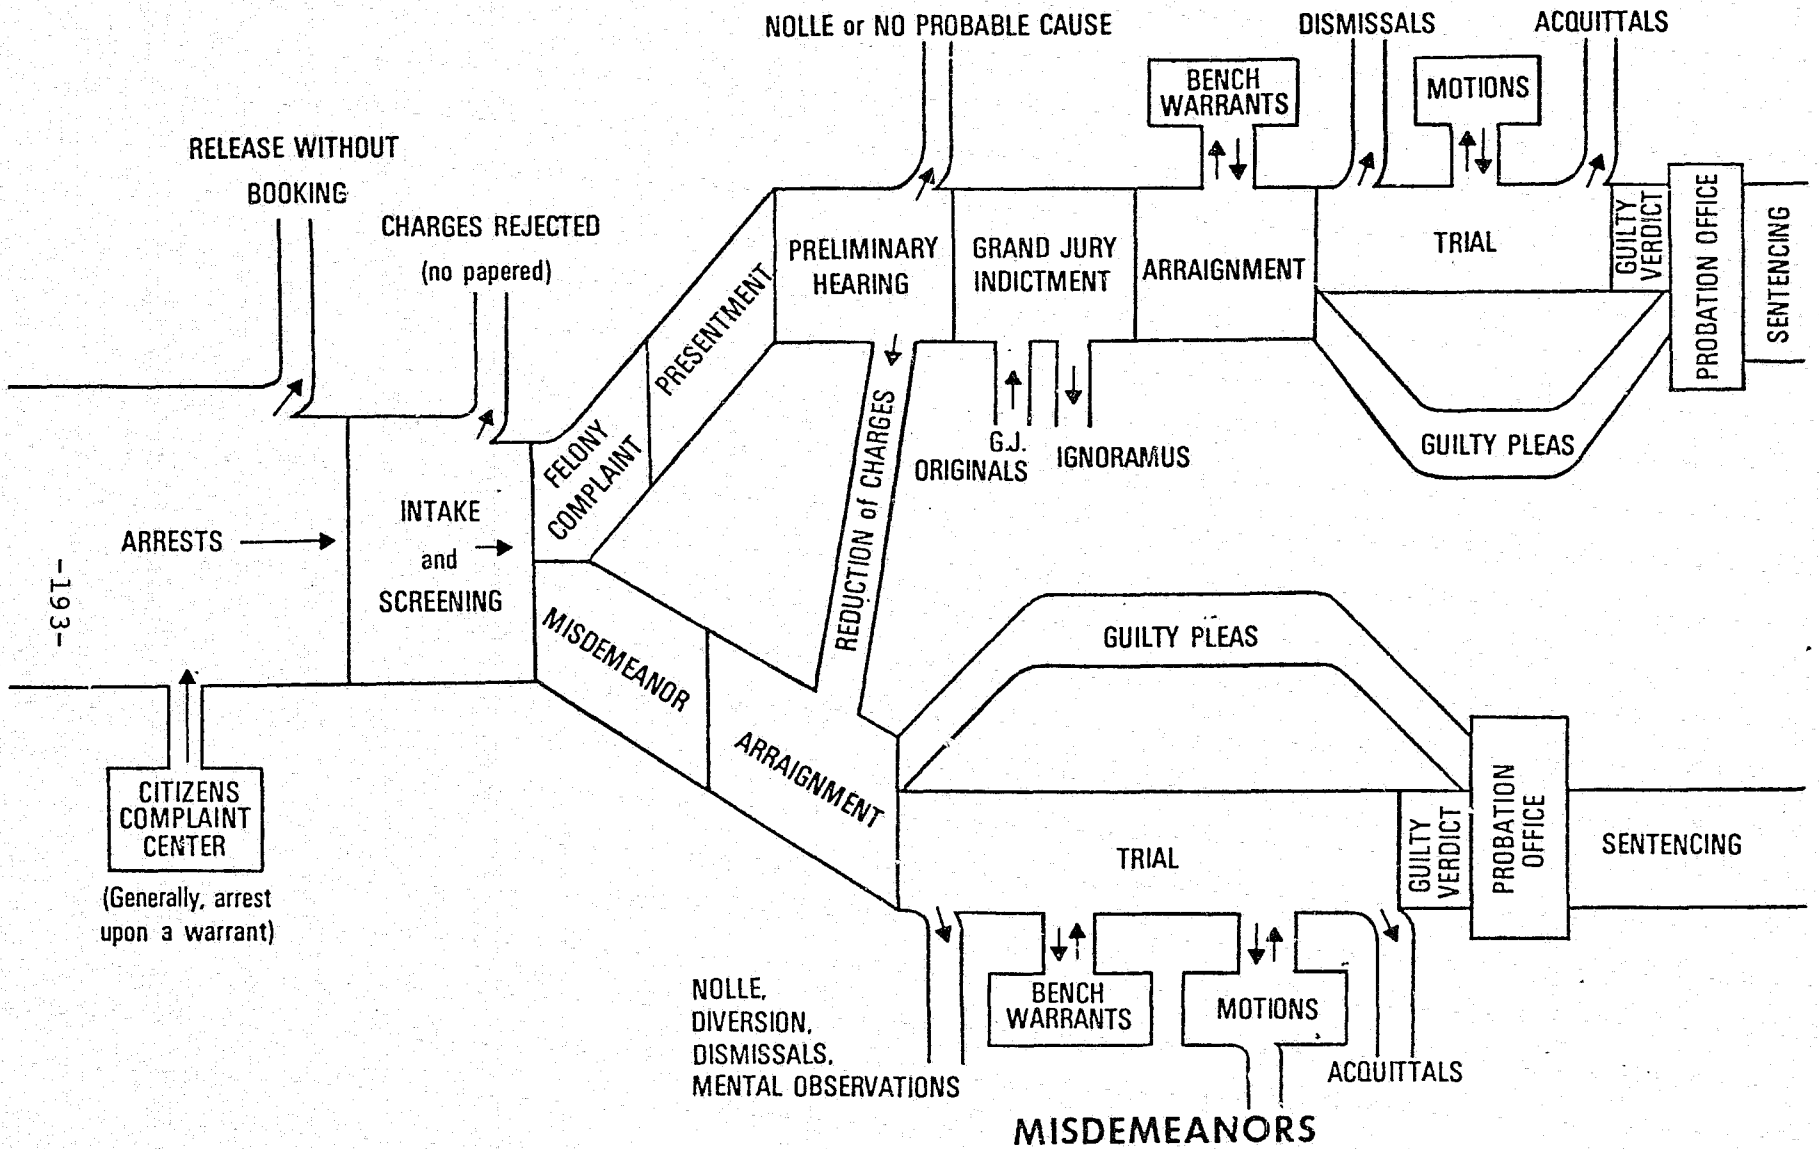 NOLLE or NO PROBABLE CAUSE
DISMISSALS
ACQUITTALS
BENCH
WARRANTS
MOTIONS
RELEASE WITHOUT
BOOKING
CHARGES REJECTED
(no papered)
PRELIMINARY
HEARING
GRAND JURY
INDICTMENT
ARRAIGNMENT
TRIAL
GUILTY
VERDICT
PROBATION OFFICE
SENTENCING
PRESENTMENT
FELONY
COMPLAINT
REDUCTION of CHARGES
G.J.
ORIGINALS
IGNORAMUS
GUILTY PLEAS
ARRESTS
INTAKE
and
SCREENING
-193-
MISDEMEANOR
ARRAIGNMENT
GUILTY PLEAS
CITIZENS
COMPLAINT
CENTER
(Generally, arrest
upon a warrant)
TRIAL
GUILTY
VERDICT
PROBATION
OFFICE
SENTENCING
NOLLE,
DIVERSION,
DISMISSALS,
MENTAL OBSERVATIONS
BENCH
WARRANTS
MOTIONS
ACQUITTALS
MISDEMEANORS